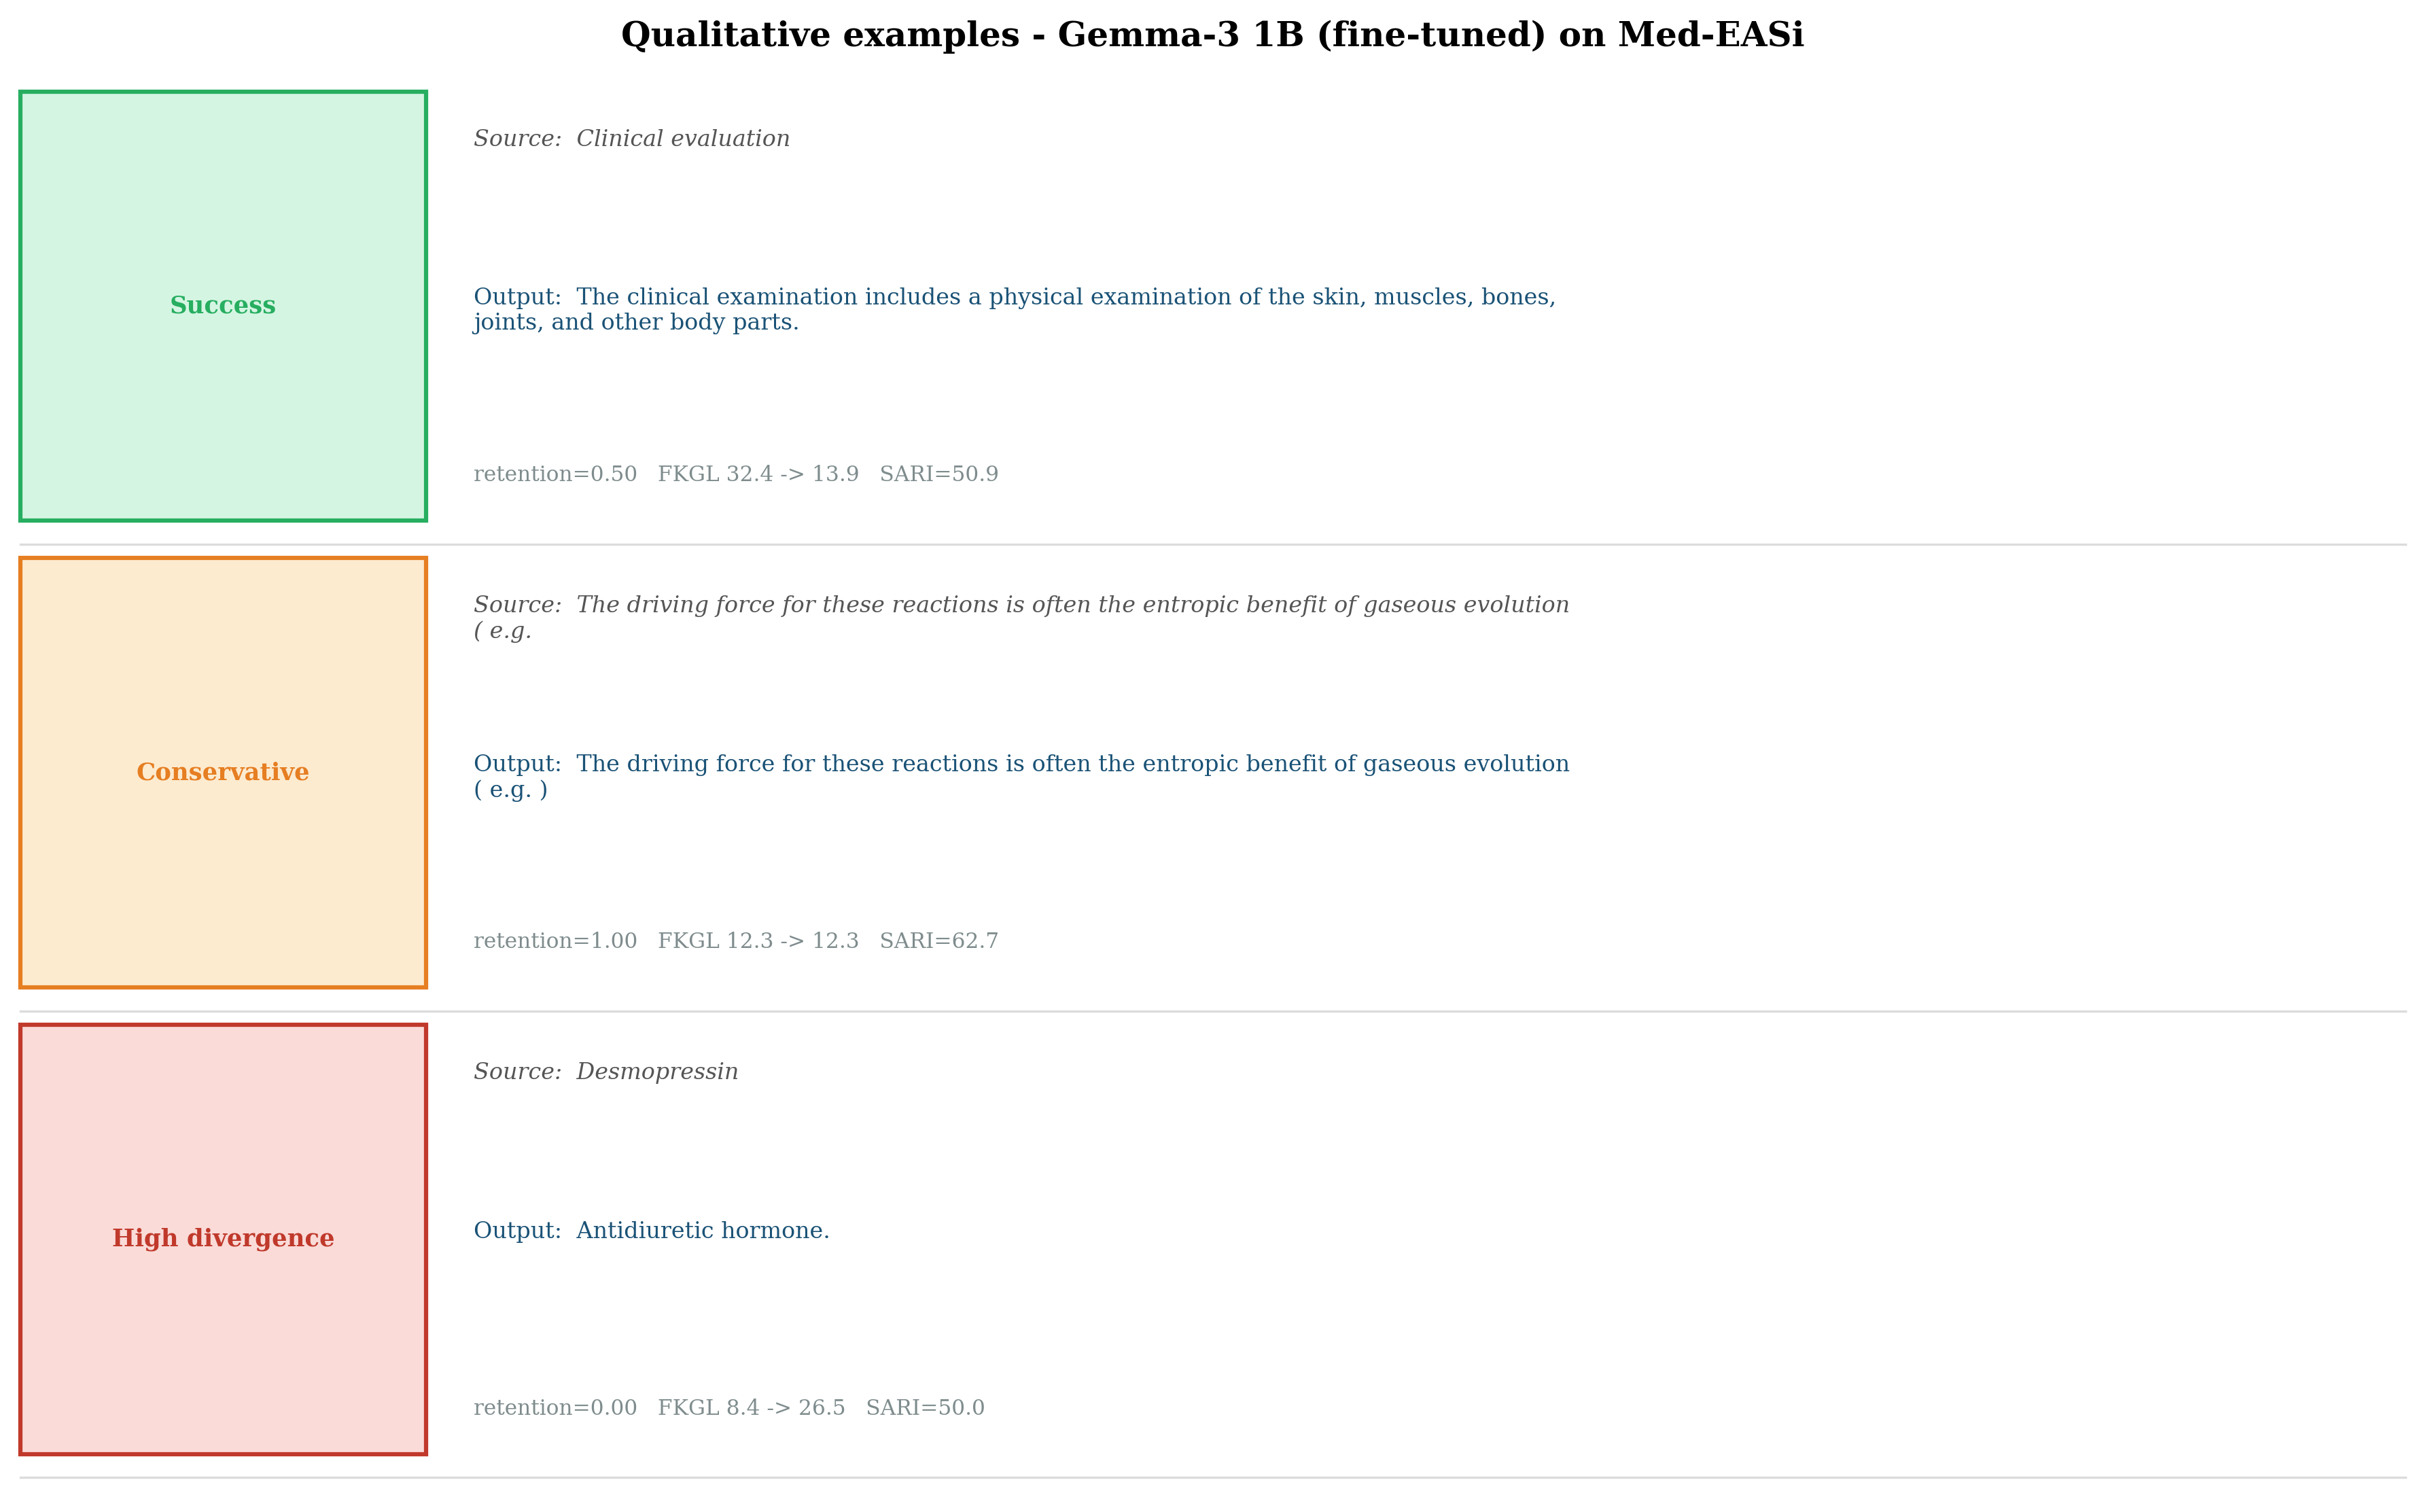 Qualitative examples - Gemma-3 1B (fine-tuned) on Med-EASi
Success
Source:  Clinical evaluation
Output:  The clinical examination includes a physical examination of the skin, muscles, bones,
joints, and other body parts.
retention=0.50   FKGL 32.4 -> 13.9   SARI=50.9
Conservative
Source:  The driving force for these reactions is often the entropic benefit of gaseous evolution
( e.g.
Output:  The driving force for these reactions is often the entropic benefit of gaseous evolution
( e.g. )
retention=1.00   FKGL 12.3 -> 12.3   SARI=62.7
High divergence
Source:  Desmopressin
Output:  Antidiuretic hormone.
retention=0.00   FKGL 8.4 -> 26.5   SARI=50.0